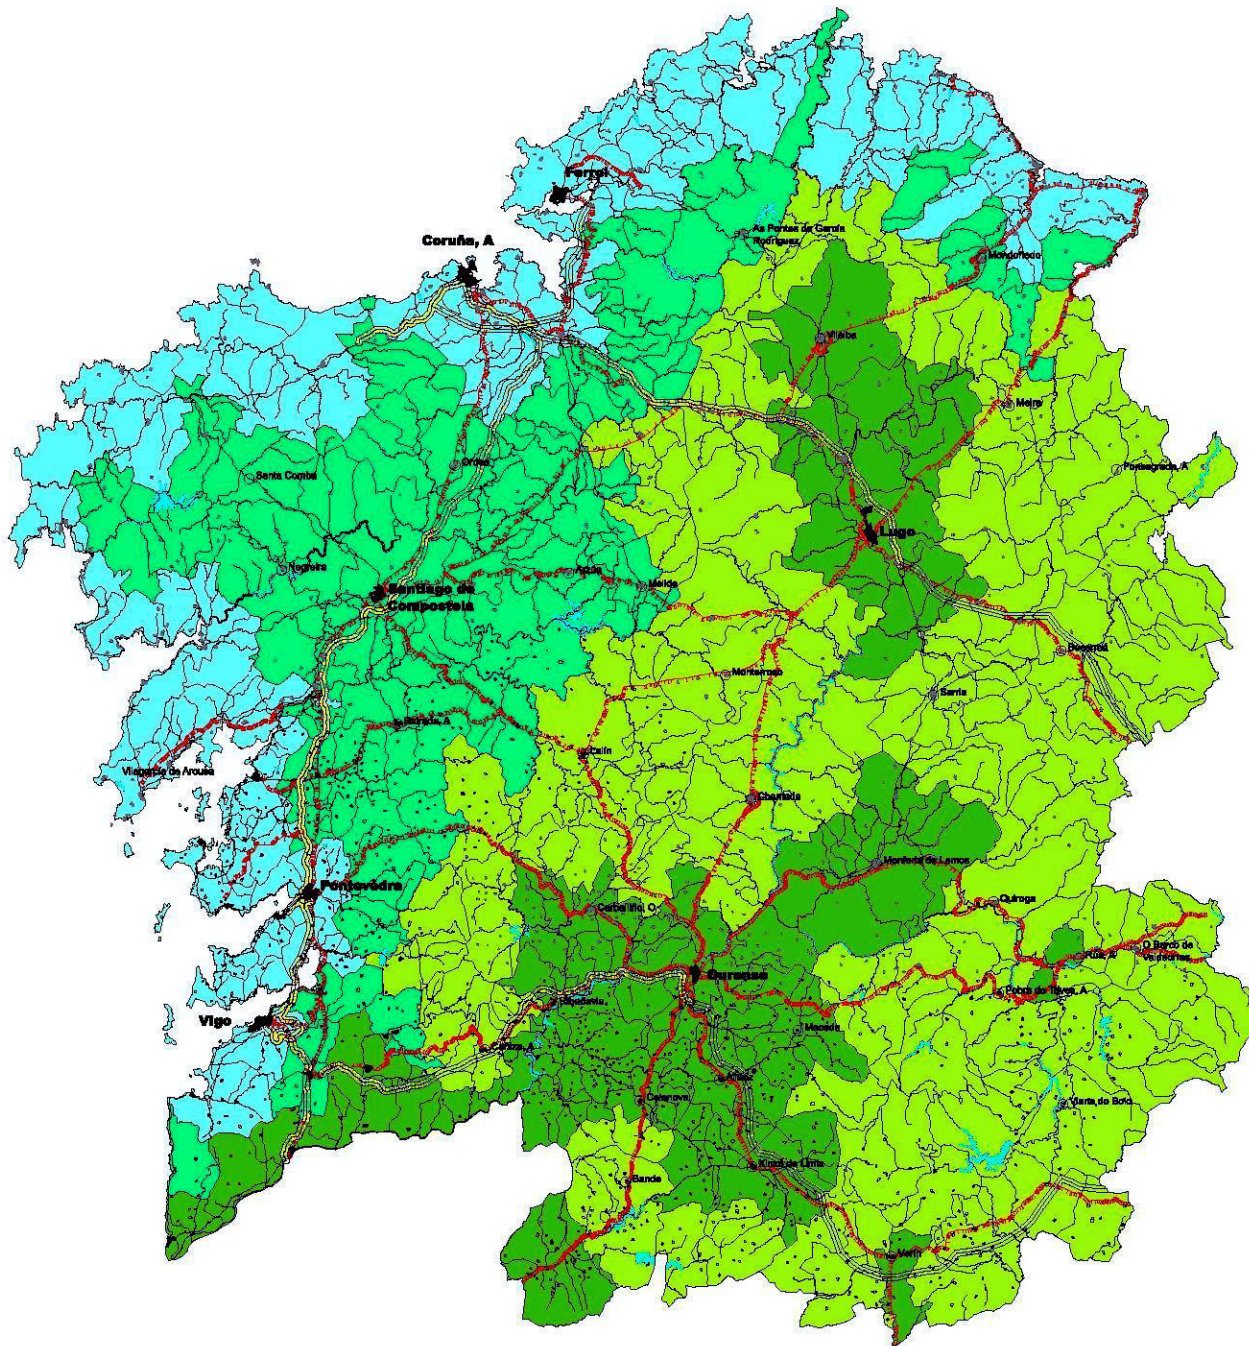 Ferrol
As Pontes de García
Rodríguez
Coruña, A
Mondoñedo
Vilalba
Meira
Ordes
Santa Comba
Fonsagrada, A
Lugo
Negreira
Arzúa
Melide
Santiago de
Compostela
Becerreá
Monterroso
Sarria
Estrada, A
Lalín
Vilagarcía de Arousa
Chantada
Monforte de Lemos
Pontevedra
Quiroga
Carballiño, O
O Barco de
Valdeorras
Rúa, A
Ourense
Pobra de Trives, A
Ribadavia
Vigo
Maceda
Cañiza, A
Allariz
Celanova
Viana do Bolo
Xinzo de Limia
Bande
Verín